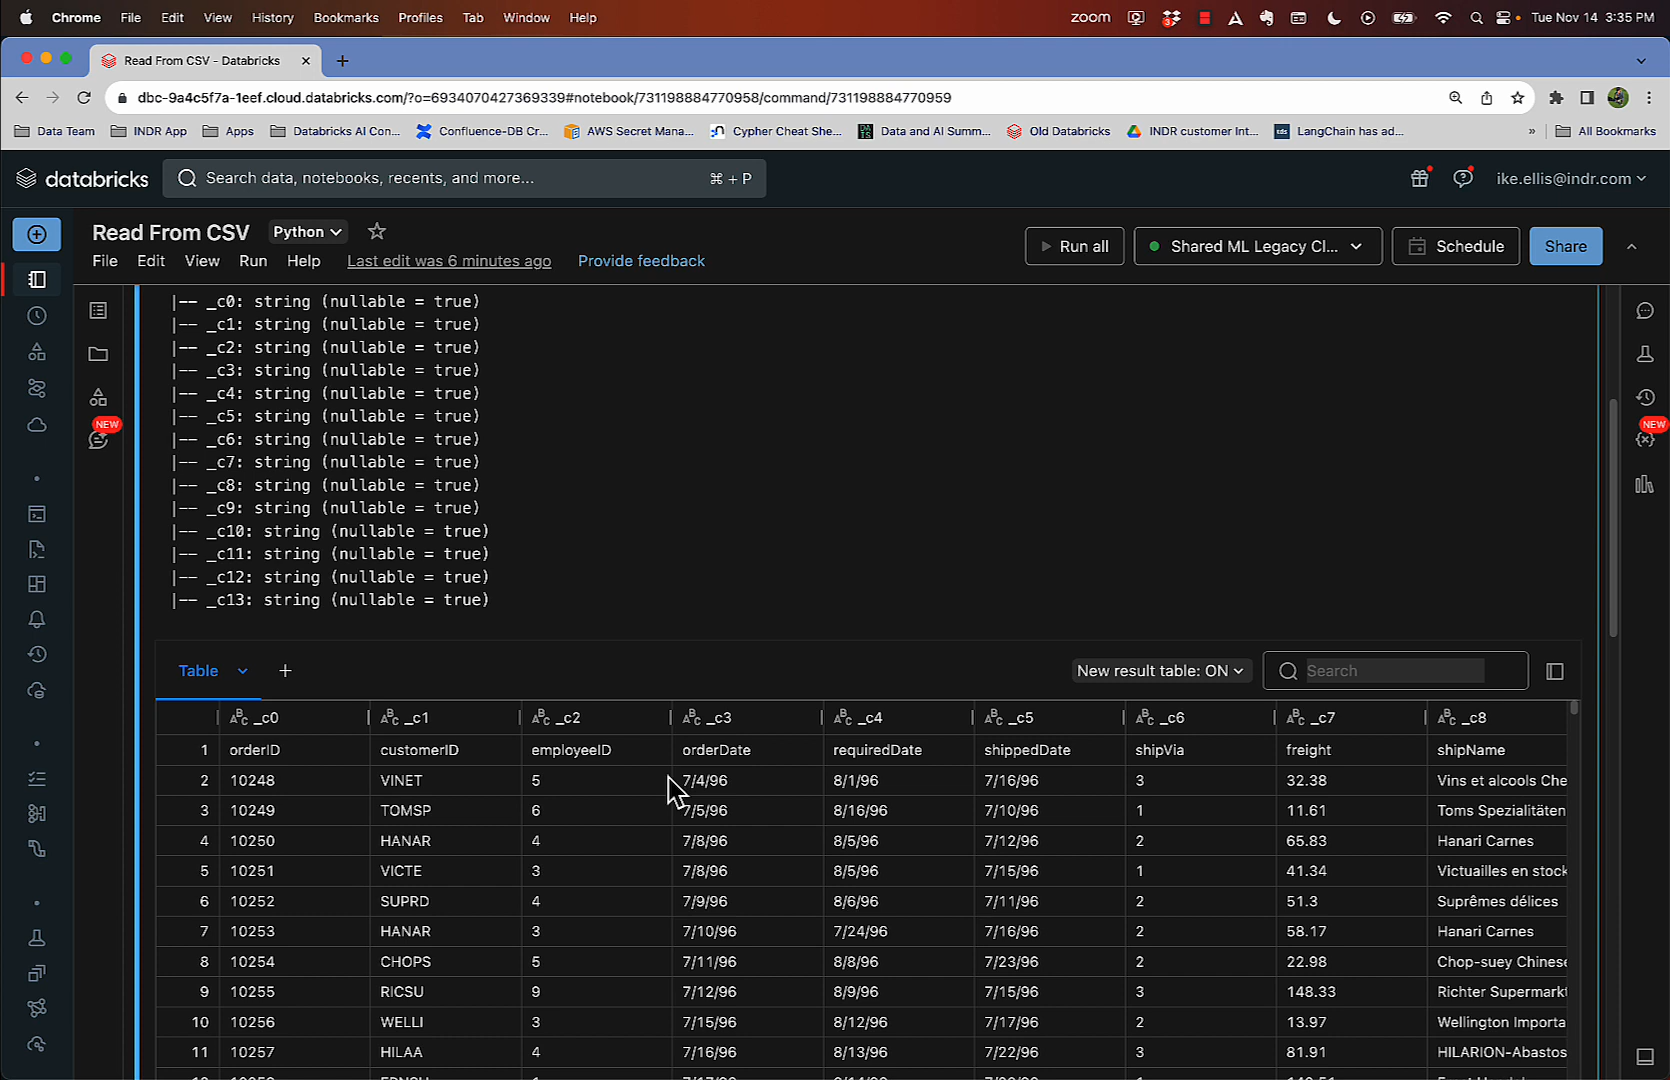 Chrome File Edit View History Bookmarks Profiles Tab Window Help zoom Tue Nov 14 3:35 PM
Read From CSV - Databricks
dbc-9a4c5f7a-1eef.cloud.databricks.com/?o=6934070427369339#notebook/731198884770958/command/731198884770959
Data Team INDR App Apps Databricks AI Con... Confluence-DB Cr... AWS Secret Mana... Cypher Cheat She... Data and AI Summ... Old Databricks INDR customer Int... LangChain has ad... » All Bookmarks
databricks Search data, notebooks, recents, and more... ⌘ + P ike.ellis@indr.com
Read From CSV Python Run all Shared ML Legacy Cl... Schedule Share
File Edit View Run Help Last edit was 6 minutes ago Provide feedback
|-- _c0: string (nullable = true)
|-- _c1: string (nullable = true)
|-- _c2: string (nullable = true)
|-- _c3: string (nullable = true)
|-- _c4: string (nullable = true)
|-- _c5: string (nullable = true)
|-- _c6: string (nullable = true)
|-- _c7: string (nullable = true)
|-- _c8: string (nullable = true)
|-- _c9: string (nullable = true)
|-- _c10: string (nullable = true)
|-- _c11: string (nullable = true)
|-- _c12: string (nullable = true)
|-- _c13: string (nullable = true)
NEW NEW
Table + New result table: ON Search
_c0 _c1 _c2 _c3 _c4 _c5 _c6 _c7 _c8
1 orderID customerID employeeID orderDate requiredDate shippedDate shipVia freight shipName
2 10248 VINET 5 7/4/96 8/1/96 7/16/96 3 32.38 Vins et alcools Che
3 10249 TOMSP 6 7/5/96 8/16/96 7/10/96 1 11.61 Toms Spezialitäten
4 10250 HANAR 4 7/8/96 8/5/96 7/12/96 2 65.83 Hanari Carnes
5 10251 VICTE 3 7/8/96 8/5/96 7/15/96 1 41.34 Victuailles en stock
6 10252 SUPRD 4 7/9/96 8/6/96 7/11/96 2 51.3 Suprêmes délices
7 10253 HANAR 3 7/10/96 7/24/96 7/16/96 2 58.17 Hanari Carnes
8 10254 CHOPS 5 7/11/96 8/8/96 7/23/96 2 22.98 Chop-suey Chinese
9 10255 RICSU 9 7/12/96 8/9/96 7/15/96 3 148.33 Richter Supermarkt
10 10256 WELLI 3 7/15/96 8/12/96 7/17/96 2 13.97 Wellington Importa
11 10257 HILAA 4 7/16/96 8/13/96 7/22/96 3 81.91 HILARION-Abastos